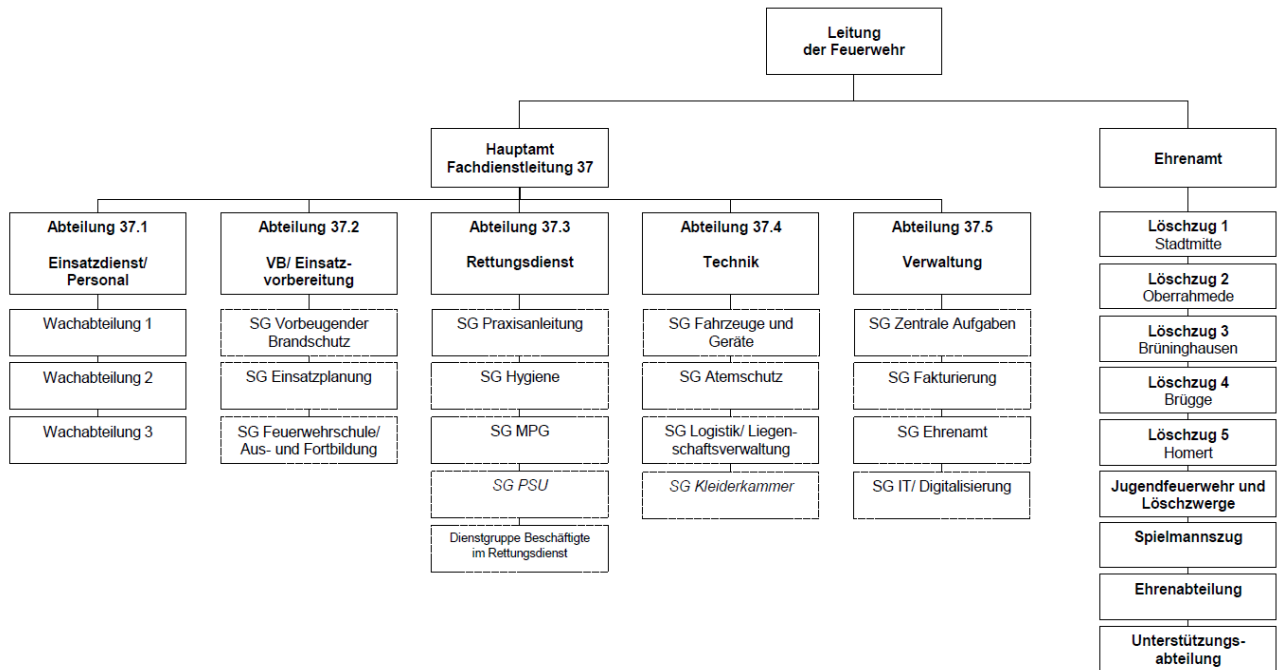 Leitung
der Feuerwehr
Hauptamt
Fachdienstleitung 37
Ehrenamt
Abteilung 37.1
Einsatzdienst/
Personal
Wachabteilung 1
Wachabteilung 2
Wachabteilung 3
Abteilung 37.2
VB/ Einsatz-
vorbereitung
SG Vorbeugender
Brandschutz
SG Einsatzplanung
SG Feuerwehrschule/
Aus- und Fortbildung
Abteilung 37.3
Rettungsdienst
SG Praxisanleitung
SG Hygiene
SG MPG
SG PSU
Dienstgruppe Beschäftigte
im Rettungsdienst
Abteilung 37.4
Technik
SG Fahrzeuge und
Geräte
SG Atemschutz
SG Logistik/ Liegen-
schaftsverwaltung
SG Kleiderkammer
Abteilung 37.5
Verwaltung
SG Zentrale Aufgaben
SG Fakturierung
SG Ehrenamt
SG IT/ Digitalisierung
Löschzug 1
Stadtmitte
Löschzug 2
Oberrahmede
Löschzug 3
Brüninghausen
Löschzug 4
Brügge
Löschzug 5
Homert
Jugendfeuerwehr und
Löschzwerge
Spielmannszug
Ehrenabteilung
Unterstützungs-
abteilung